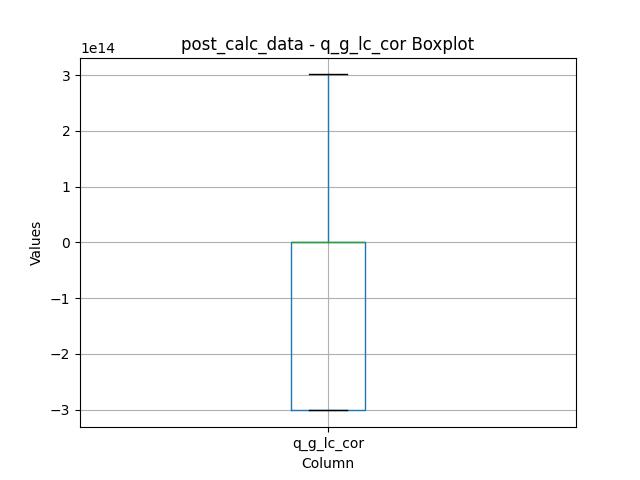 post_calc_data - q_g_lc_cor Boxplot
1e14
3
2
1
0
−1
−2
−3
Values
q_g_lc_cor
Column